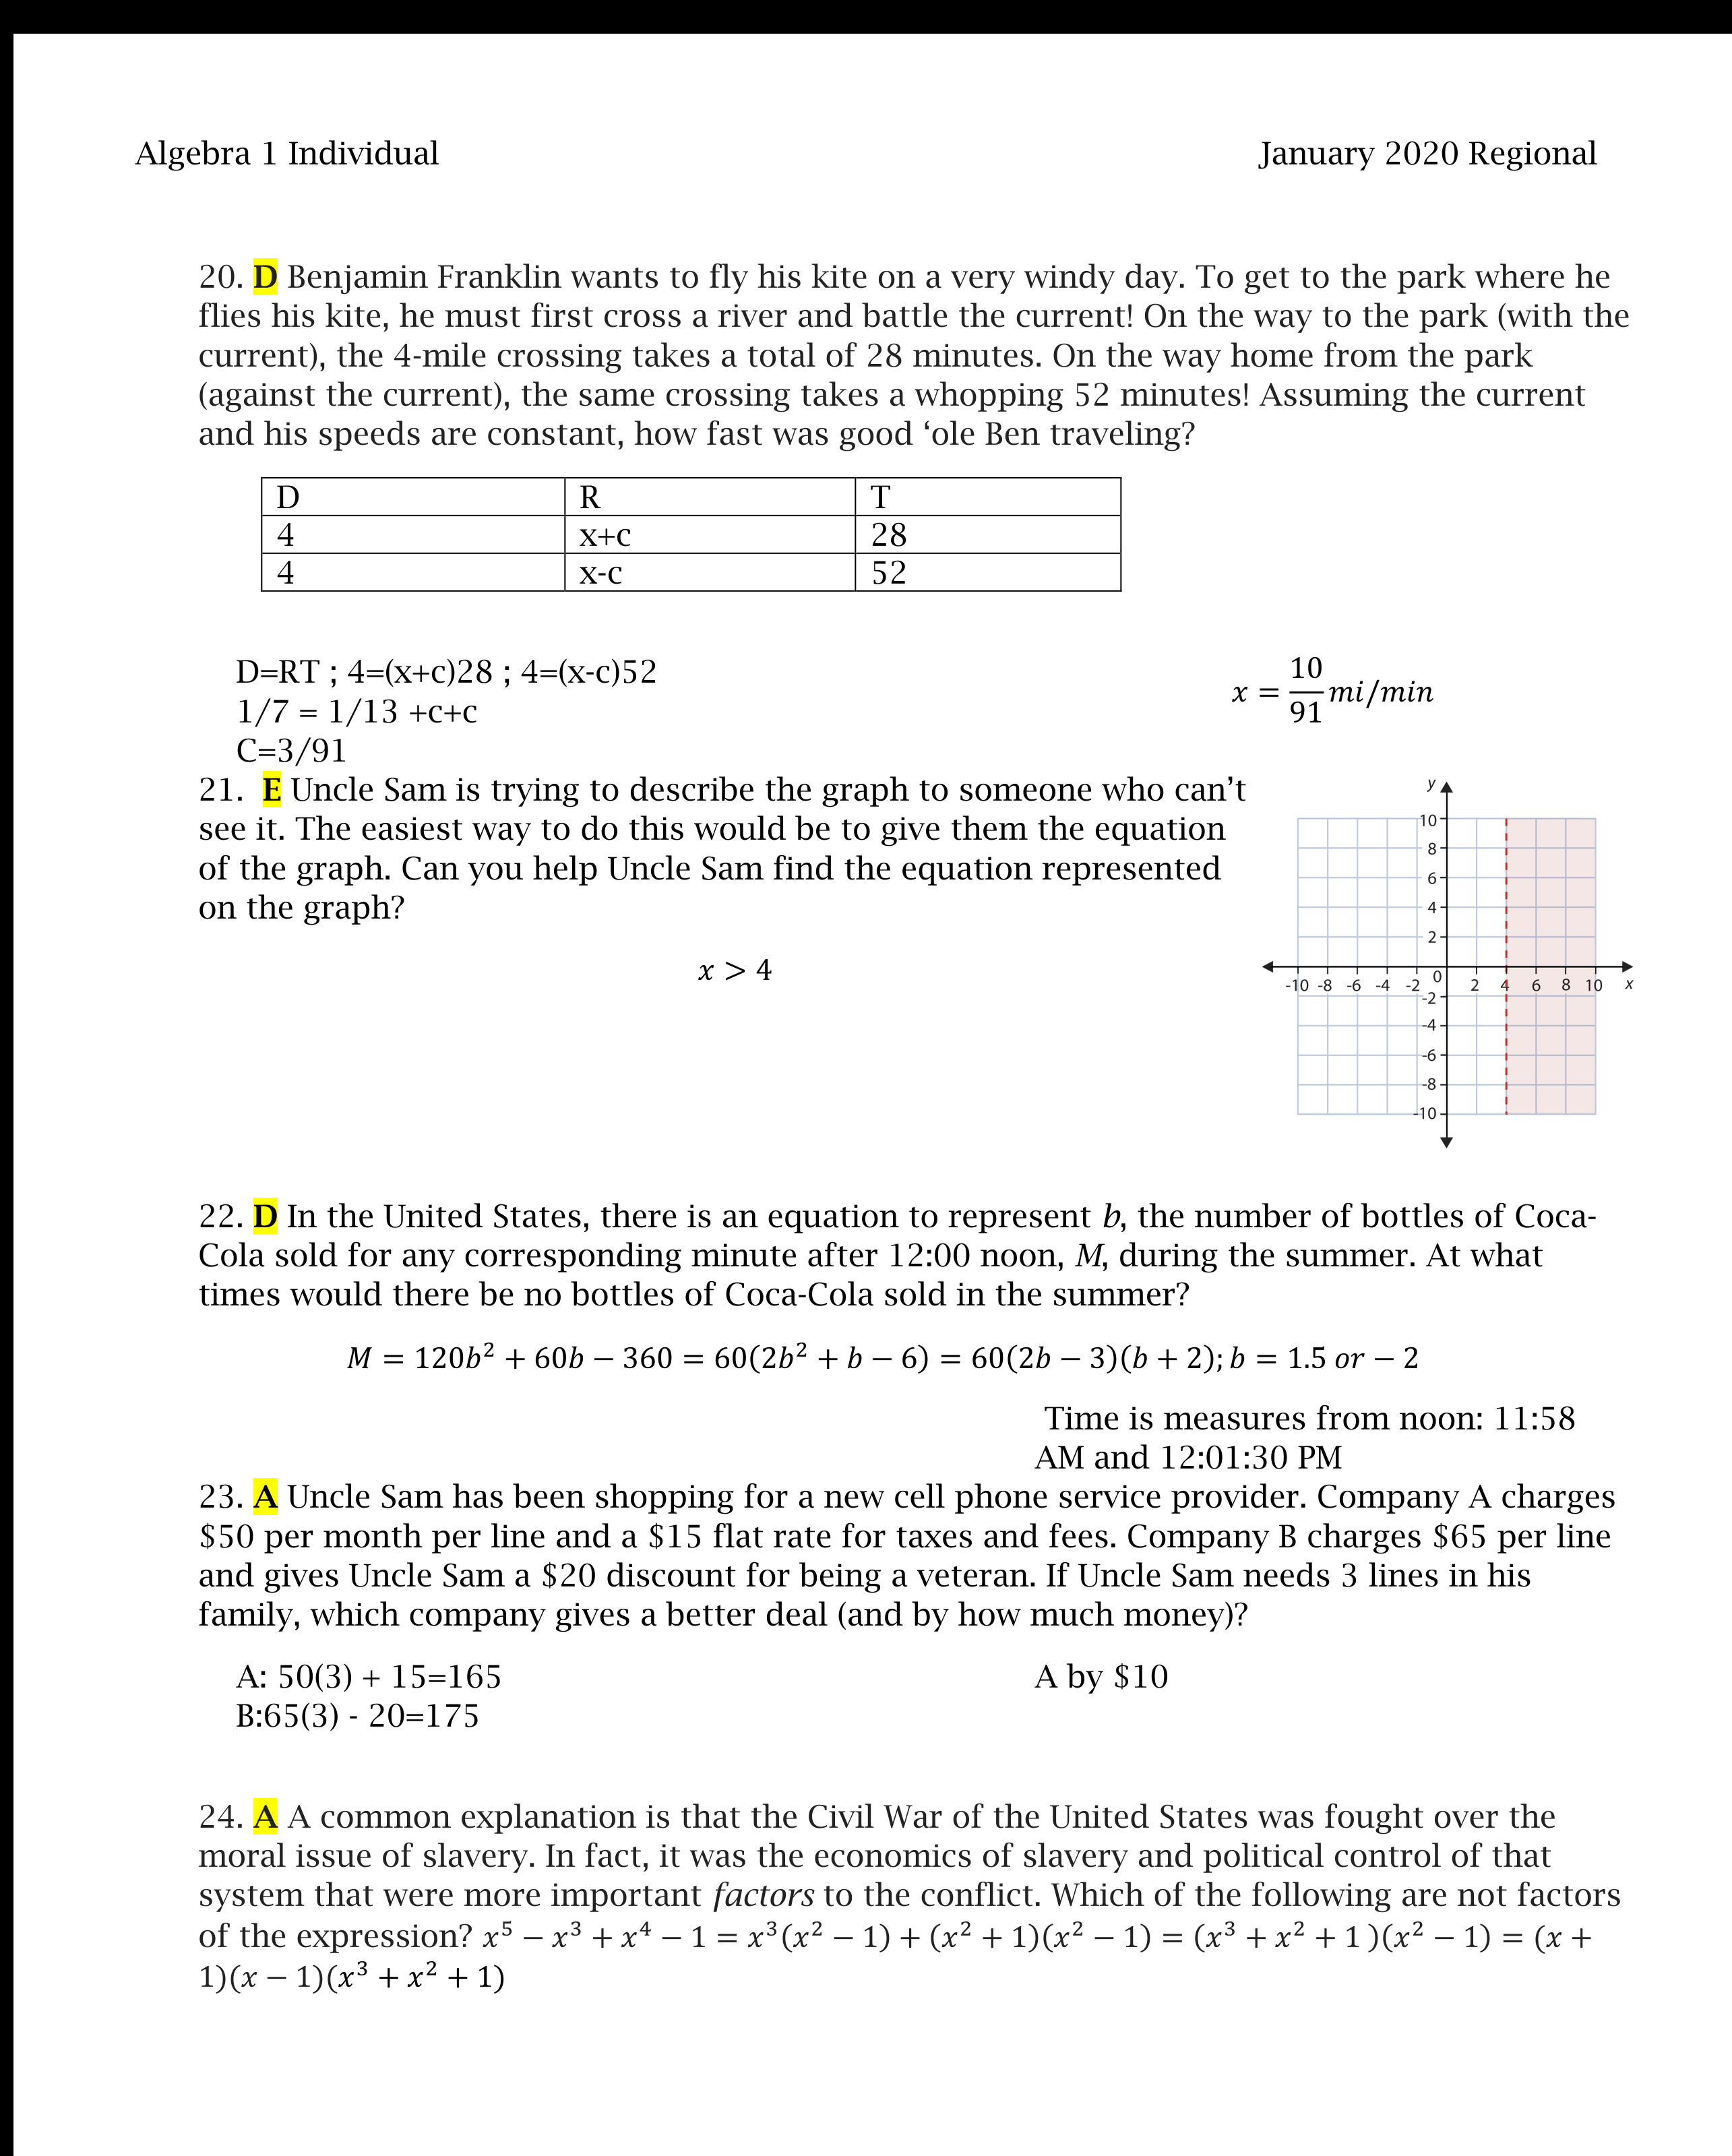 Algebra 1 Individual January 2020 Regional
20. D Benjamin Franklin wants to fly his kite on a very windy day. To get to the park where he
flies his kite, he must first cross a river and battle the current! On the way to the park (with the
current), the 4-mile crossing takes a total of 28 minutes. On the way home from the park
(against the current), the same crossing takes a whopping 52 minutes! Assuming the current
and his speeds are constant, how fast was good ‘ole Ben traveling?
D R T
4 x+c 28
4 x-c 52
D=RT ; 4=(x+c)28 ; 4=(x-c)52
1/7 = 1/13 +c+c
C=3/91
x = 10/91 mi/min
21. E Uncle Sam is trying to describe the graph to someone who can’t
see it. The easiest way to do this would be to give them the equation
of the graph. Can you help Uncle Sam find the equation represented
on the graph?
x > 4
y
10
8
6
4
2
0
-10 -8 -6 -4 -2 2 4 6 8 10 x
-2
-4
-6
-8
-10
22. D In the United States, there is an equation to represent b, the number of bottles of Coca-
Cola sold for any corresponding minute after 12:00 noon, M, during the summer. At what
times would there be no bottles of Coca-Cola sold in the summer?
M = 120b² + 60b − 360 = 60(2b² + b − 6) = 60(2b − 3)(b + 2); b = 1.5 or − 2
Time is measures from noon: 11:58
AM and 12:01:30 PM
23. A Uncle Sam has been shopping for a new cell phone service provider. Company A charges
$50 per month per line and a $15 flat rate for taxes and fees. Company B charges $65 per line
and gives Uncle Sam a $20 discount for being a veteran. If Uncle Sam needs 3 lines in his
family, which company gives a better deal (and by how much money)?
A: 50(3) + 15=165 A by $10
B:65(3) - 20=175
24. A A common explanation is that the Civil War of the United States was fought over the
moral issue of slavery. In fact, it was the economics of slavery and political control of that
system that were more important factors to the conflict. Which of the following are not factors
of the expression? x⁵ − x³ + x⁴ − 1 = x³(x² − 1) + (x² + 1)(x² − 1) = (x³ + x² + 1 )(x² − 1) = (x +
1)(x − 1)(x³ + x² + 1)